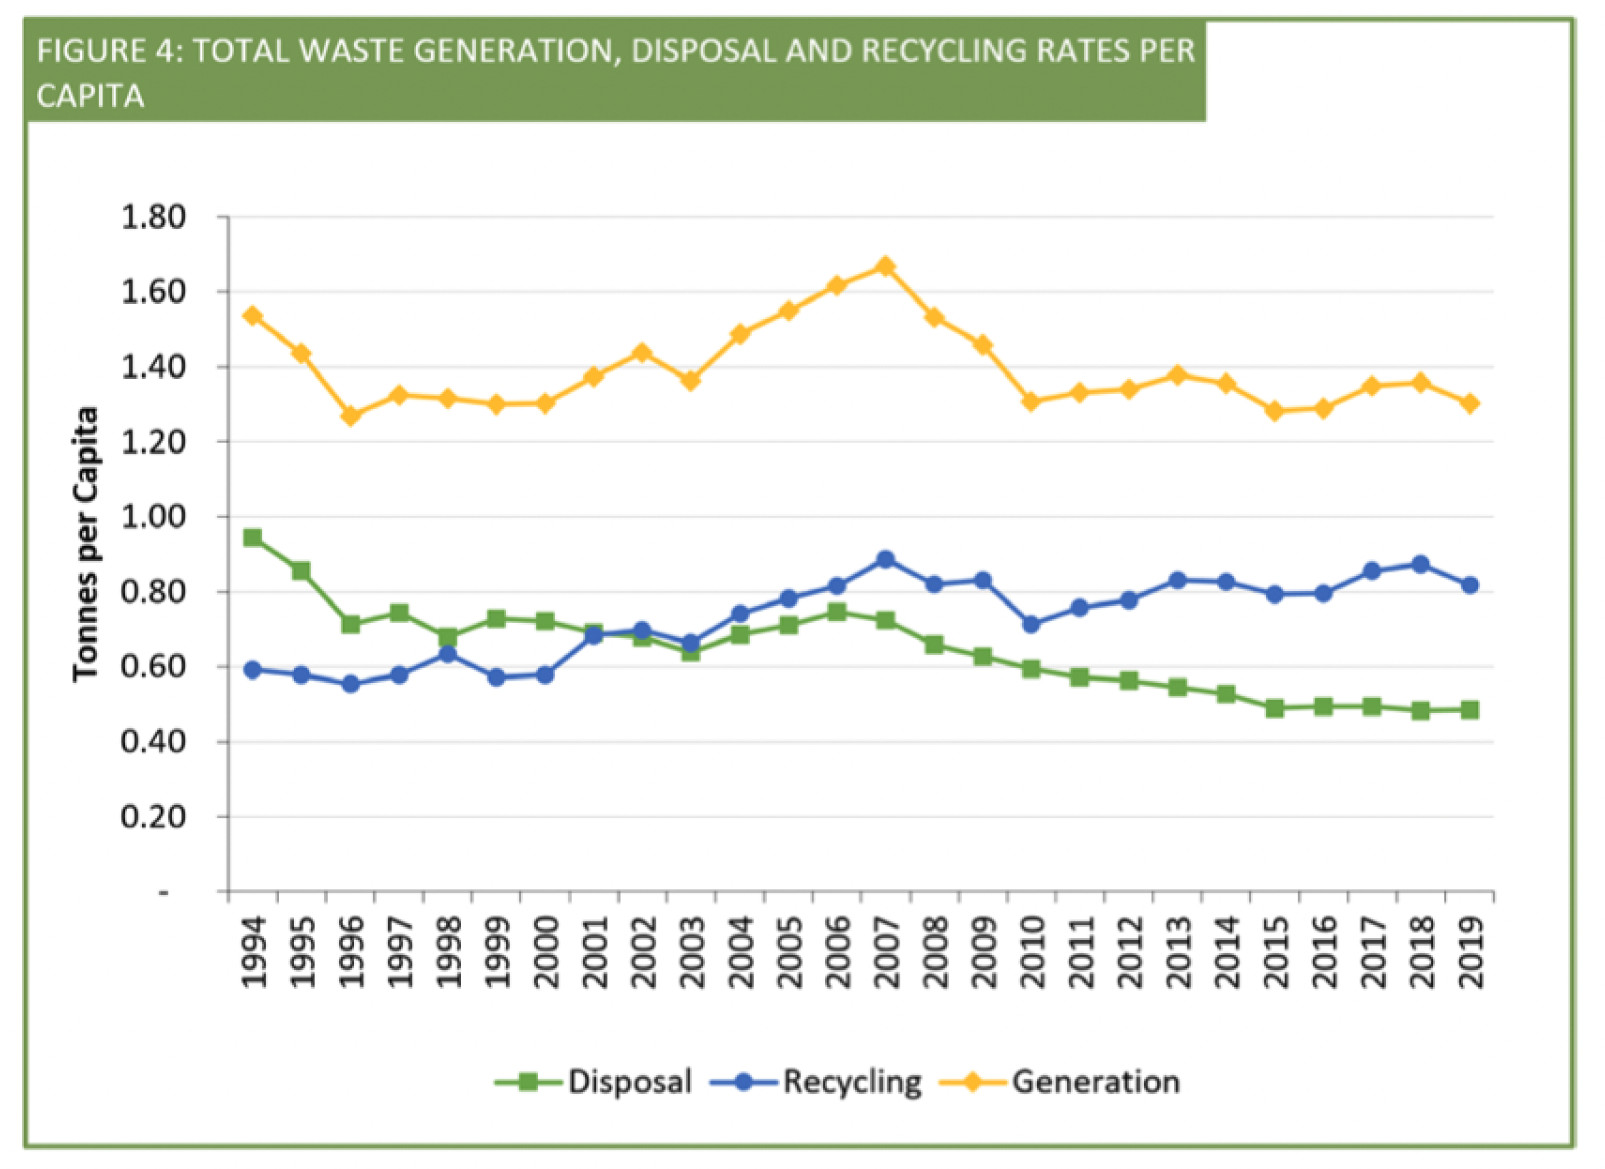 FIGURE 4: TOTAL WASTE GENERATION, DISPOSAL AND RECYCLING RATES PER
CAPITA
Tonnes per Capita
1.80
1.60
1.40
1.20
1.00
0.80
0.60
0.40
0.20
-
1994 1995 1996 1997 1998 1999 2000 2001 2002 2003 2004 2005 2006 2007 2008 2009 2010 2011 2012 2013 2014 2015 2016 2017 2018 2019
Disposal Recycling Generation